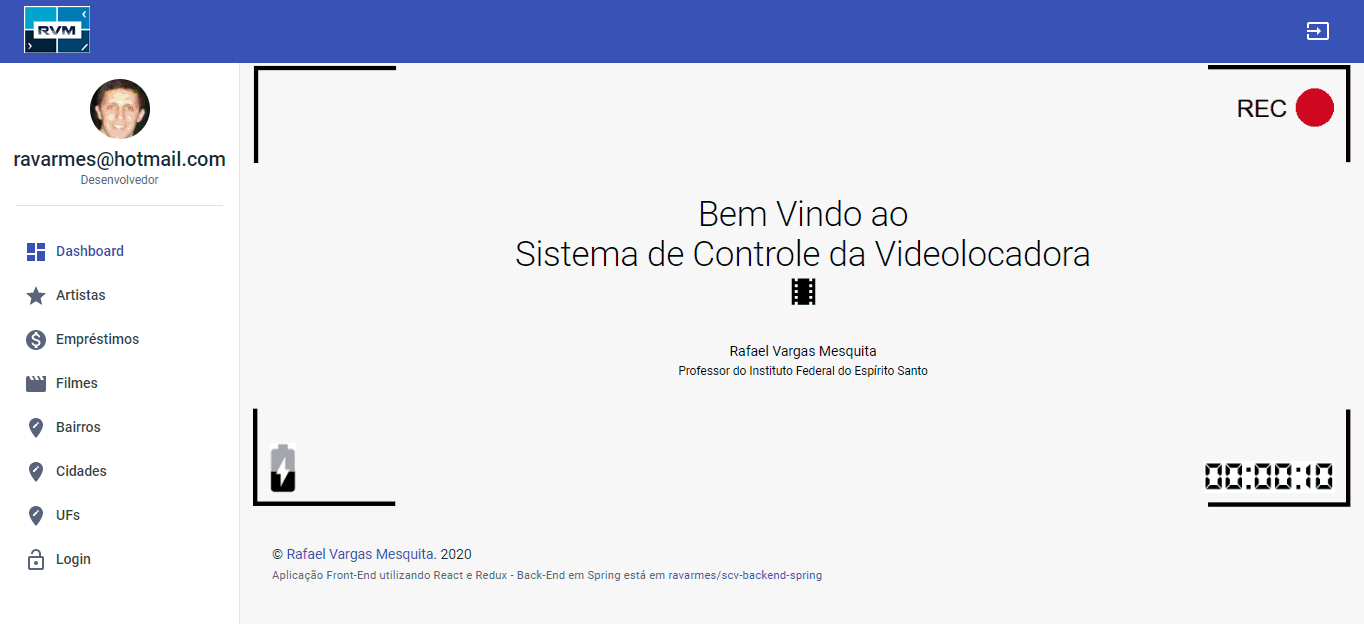 RVM
ravarmes@hotmail.com
Desenvolvedor
Dashboard
Artistas
Empréstimos
Filmes
Bairros
Cidades
UFs
Login
REC
Bem Vindo ao
Sistema de Controle da Videolocadora
Rafael Vargas Mesquita
Professor do Instituto Federal do Espírito Santo
00:00:10
© Rafael Vargas Mesquita. 2020
Aplicação Front-End utilizando React e Redux - Back-End em Spring está em ravarmes/scv-backend-spring